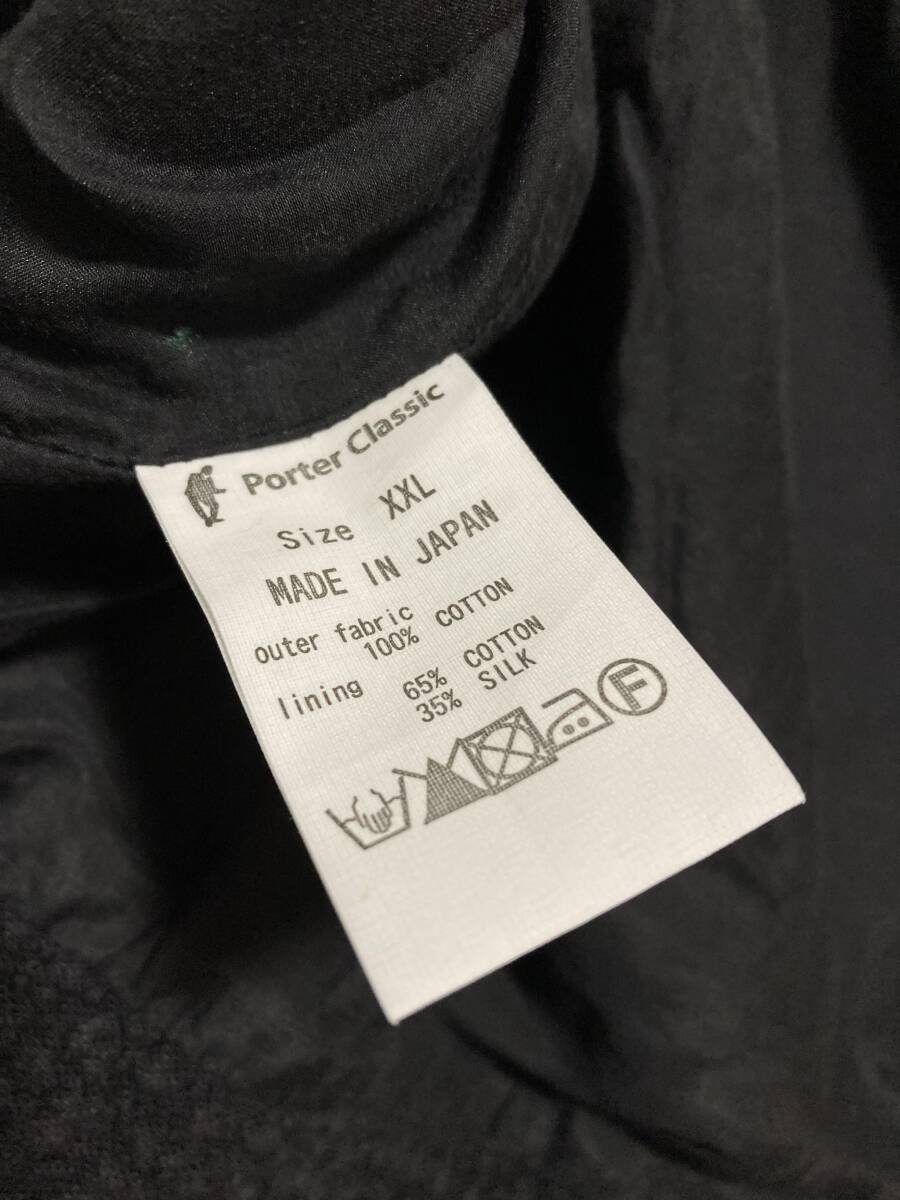 Porter Classic
Size XXL
MADE IN JAPAN
outer fabric
100% COTTON
lining 65% COTTON
35% SILK
F